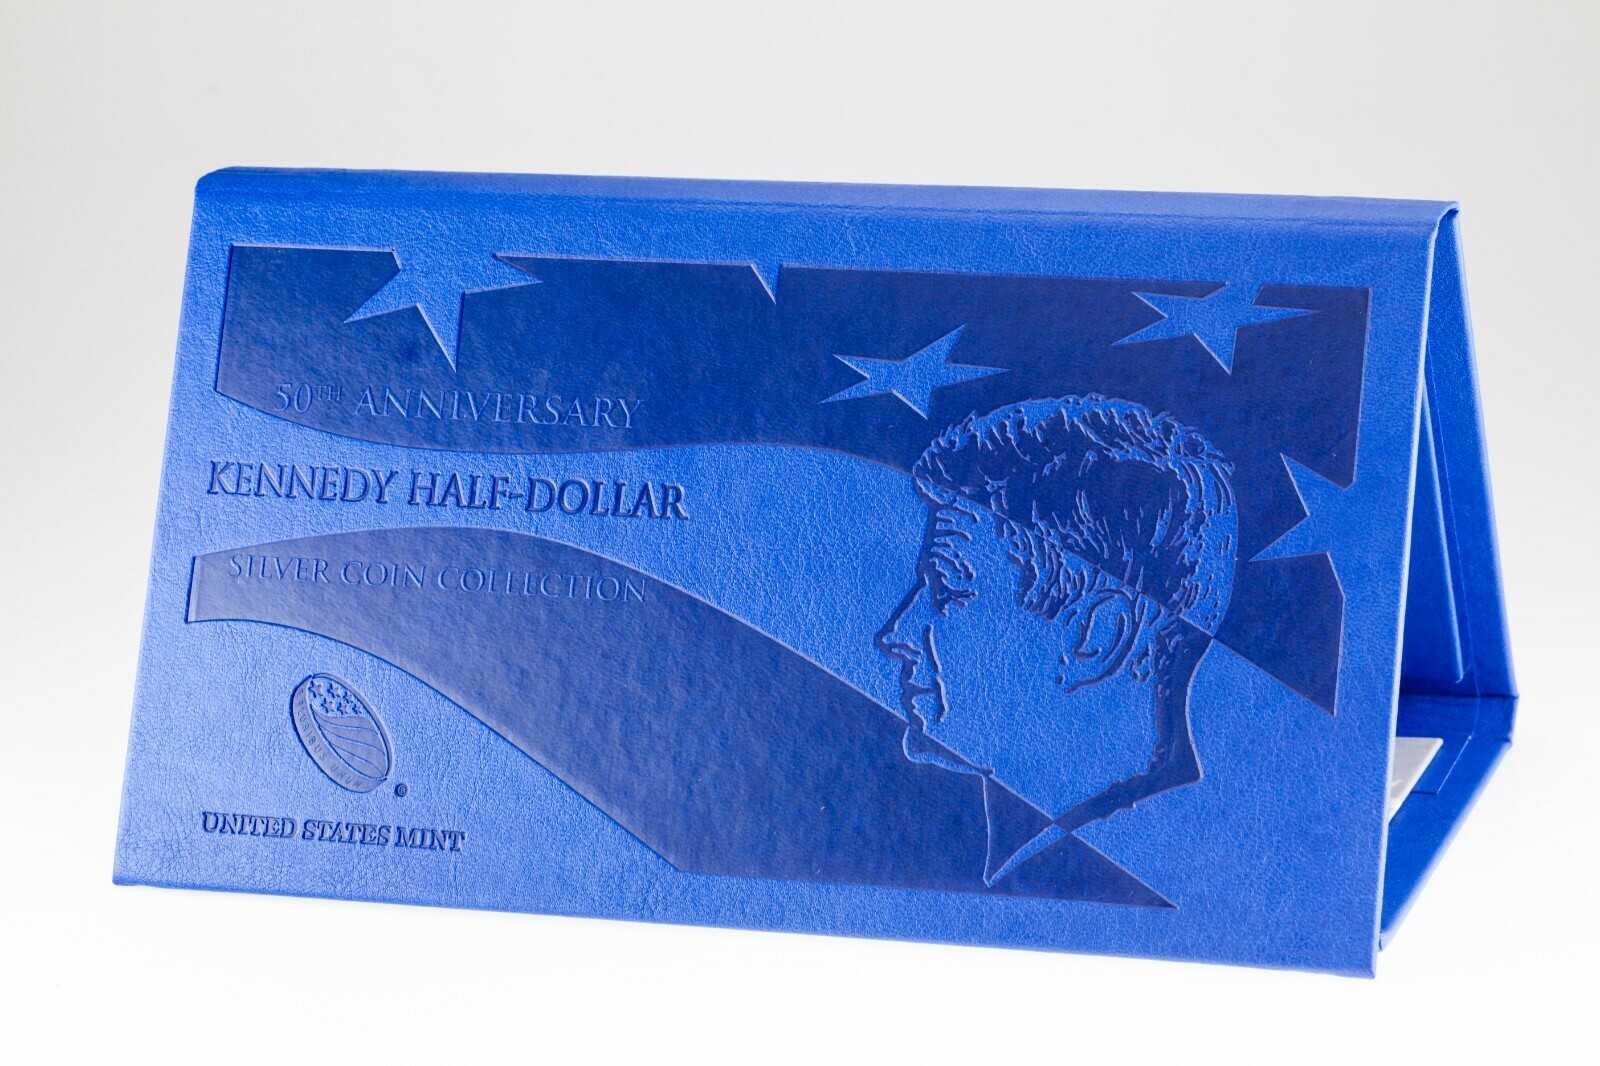 50TH ANNIVERSARY
KENNEDY HALF-DOLLAR
SILVER COIN COLLECTION
UNITED STATES MINT